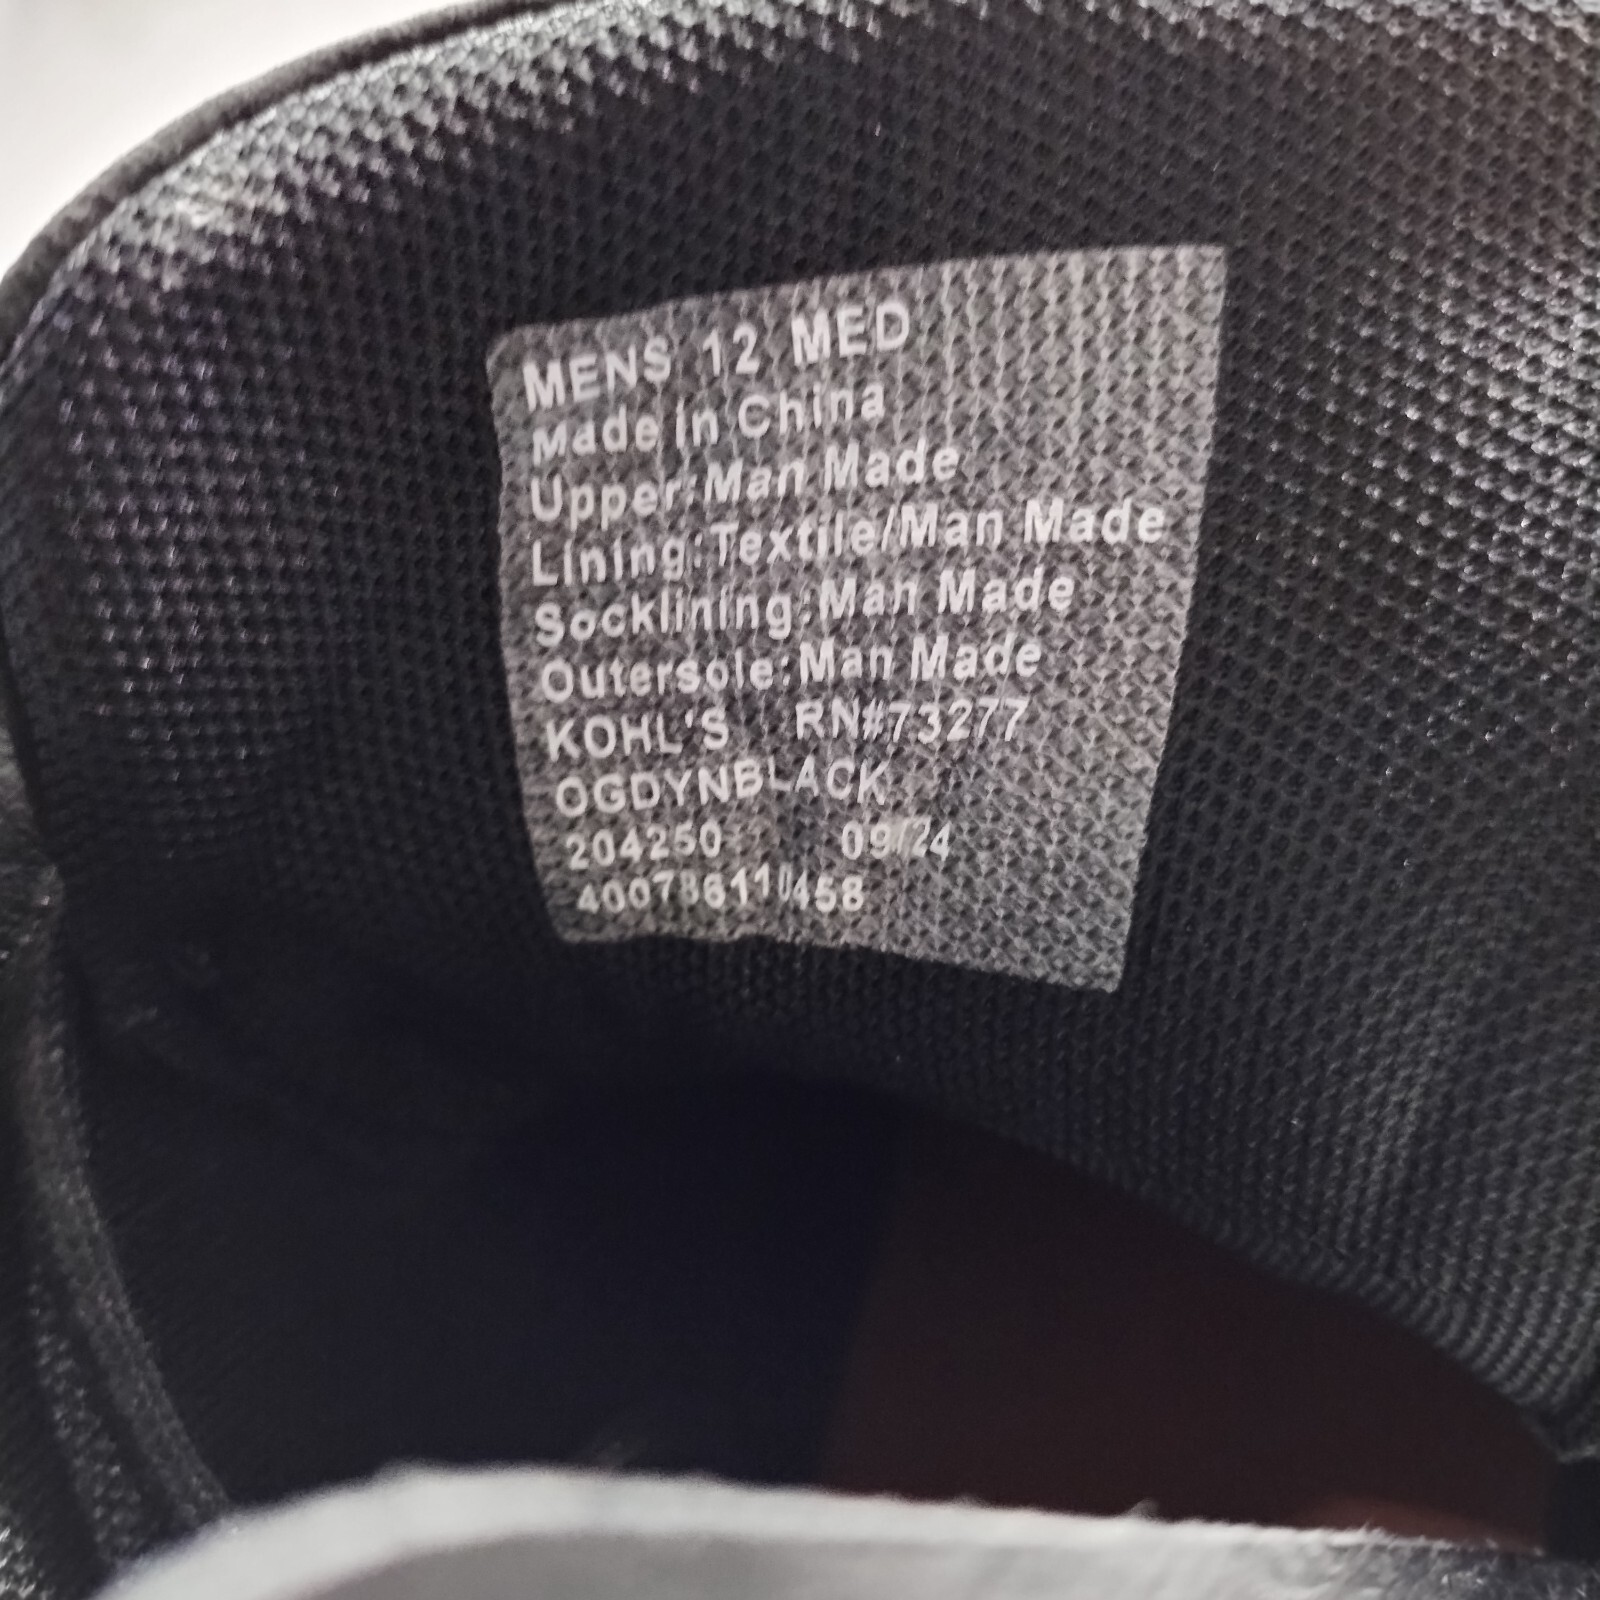 MENS 12 MED
Made in China
Upper:Man Made
Lining:Textile/Man Made
Socklining:Man Made
Outersole:Man Made
KOHL'S RN#73277
OGDYNBLACK
204250 09/24
400786110458